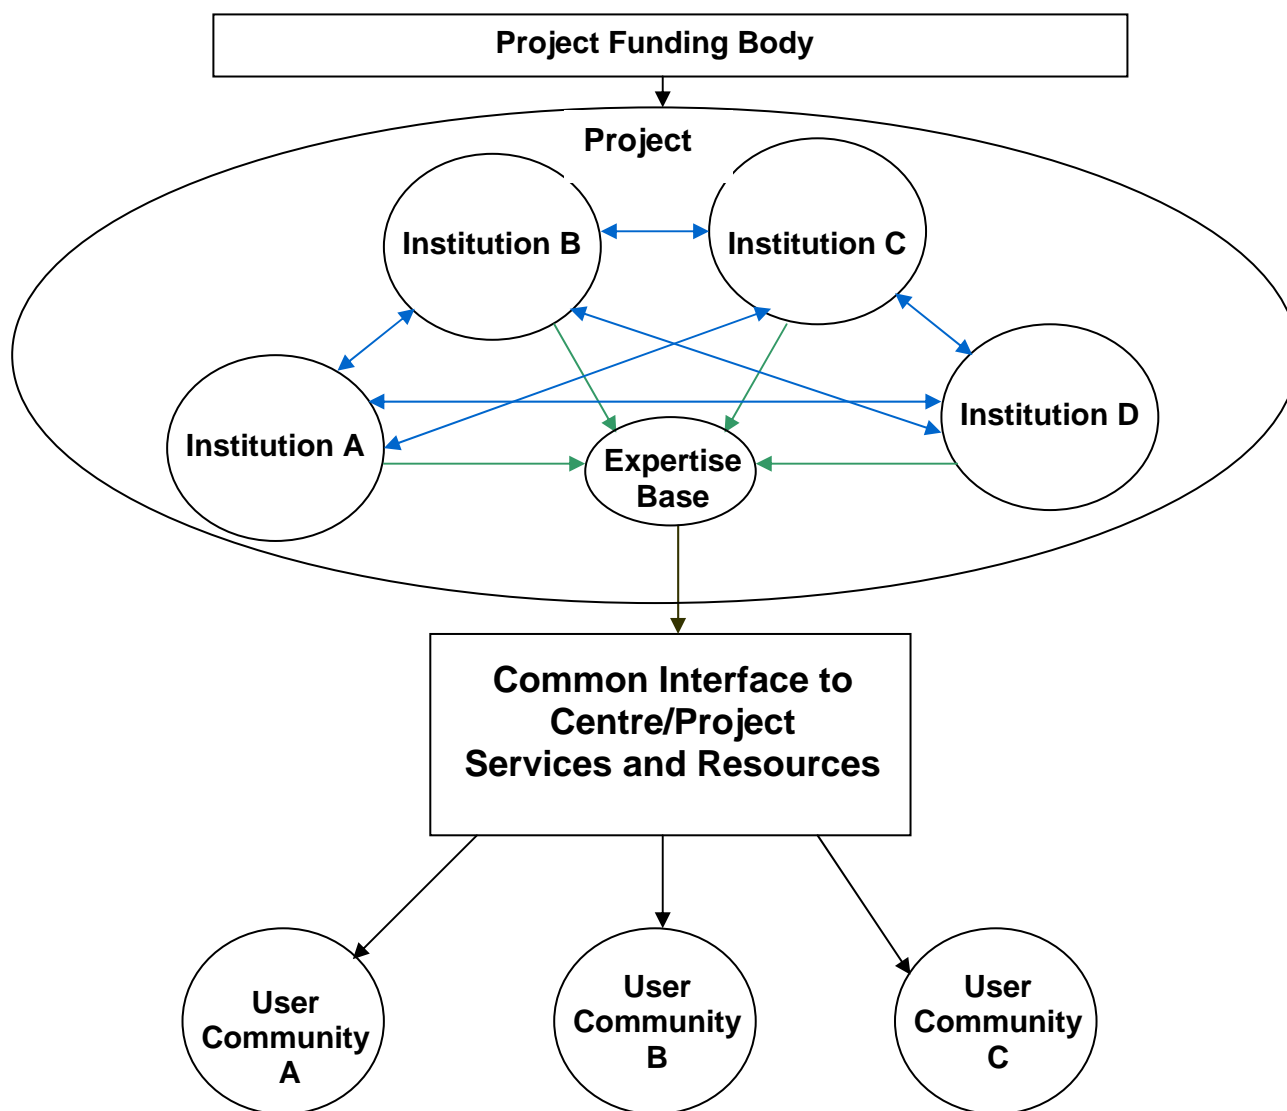 Project Funding Body
Project
Institution B
Institution C
Institution A
Institution D
Expertise
Base
Common Interface to
Centre/Project
Services and Resources
User
Community
A
User
Community
B
User
Community
C